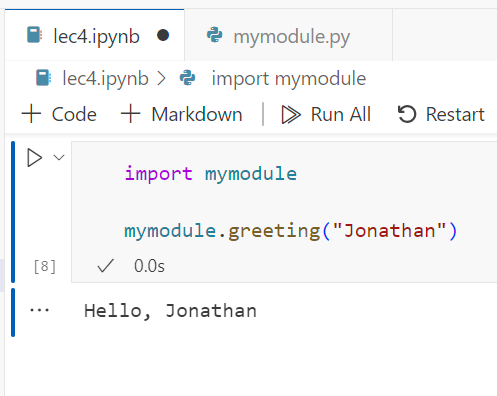 lec4.ipynb mymodule.py
lec4.ipynb > import mymodule
+ Code + Markdown | Run All Restart
import mymodule
mymodule.greeting("Jonathan")
[8] ✓ 0.0s
... Hello, Jonathan